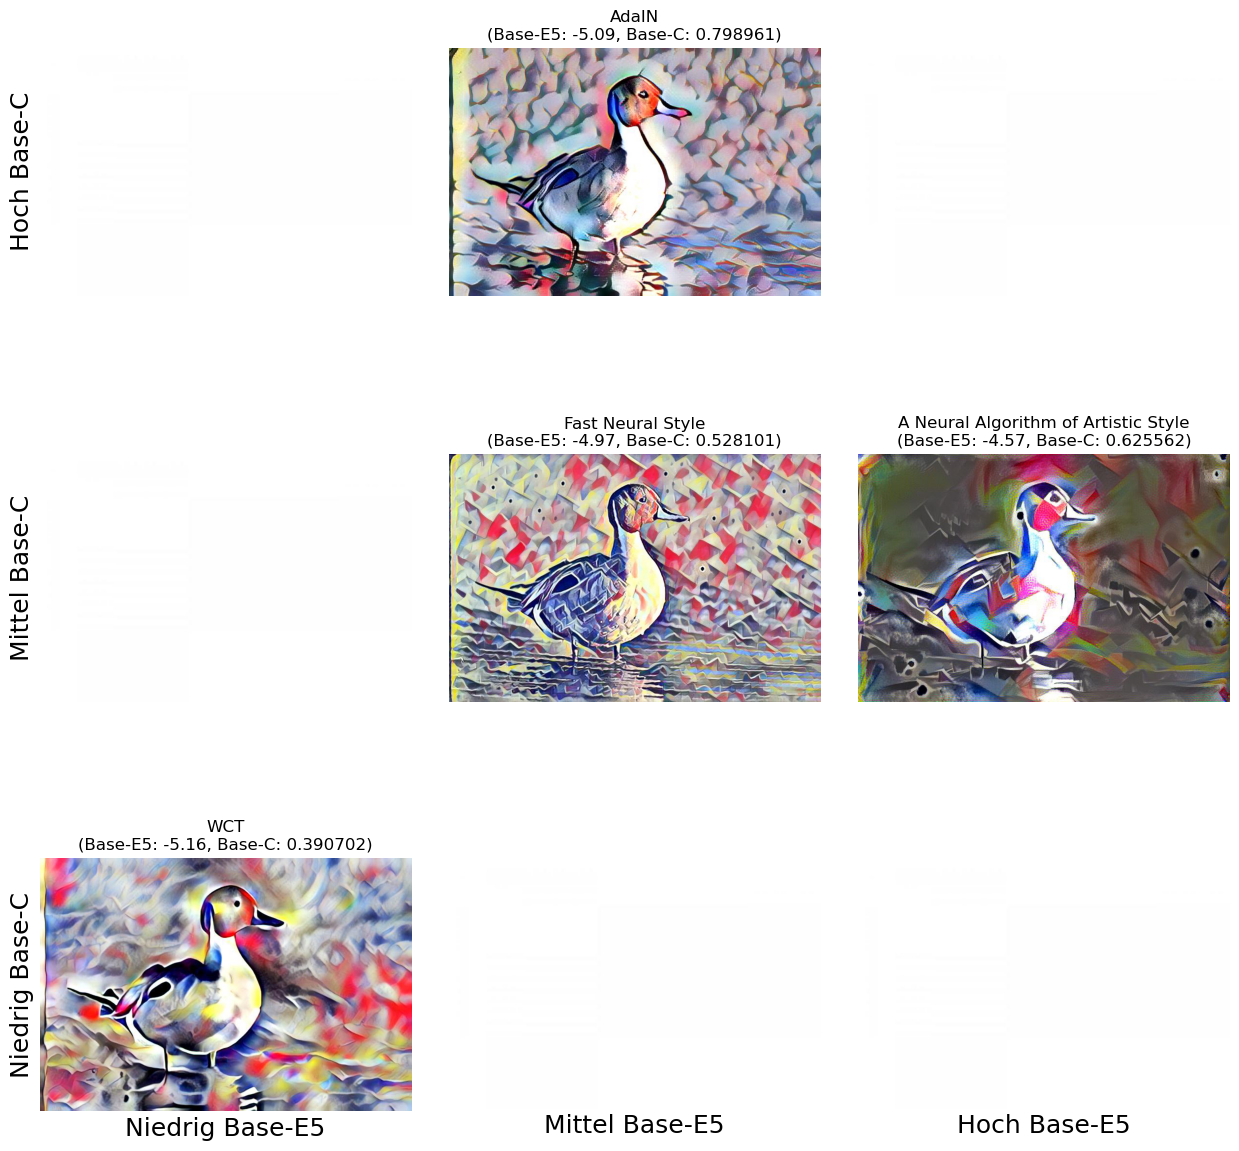 AdaIN
(Base-E5: -5.09, Base-C: 0.798961)
Hoch Base-C
Fast Neural Style
(Base-E5: -4.97, Base-C: 0.528101)
A Neural Algorithm of Artistic Style
(Base-E5: -4.57, Base-C: 0.625562)
Mittel Base-C
WCT
(Base-E5: -5.16, Base-C: 0.390702)
Niedrig Base-C
Niedrig Base-E5
Mittel Base-E5
Hoch Base-E5